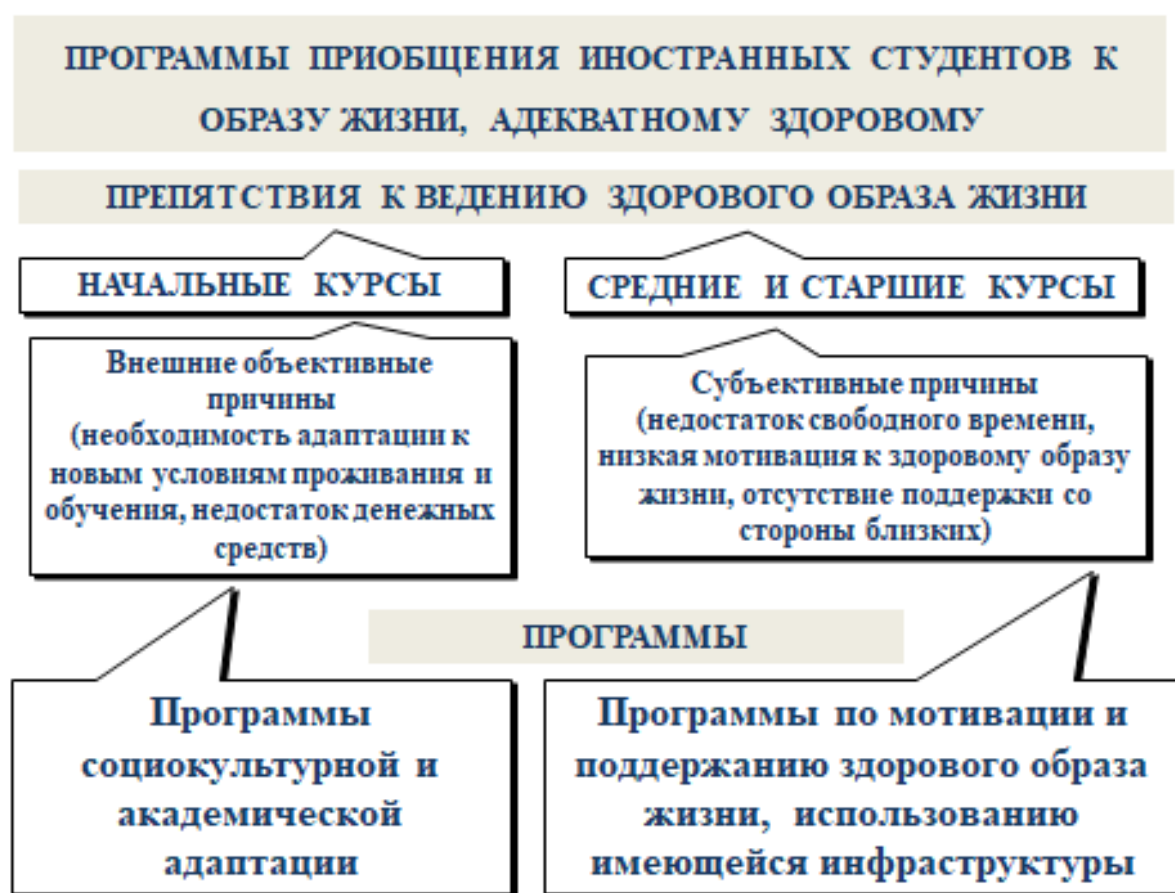 ПРОГРАММЫ ПРИОБЩЕНИЯ ИНОСТРАННЫХ СТУДЕНТОВ К
ОБРАЗУ ЖИЗНИ, АДЕКВАТНОМУ ЗДОРОВОМУ
ПРЕПЯТСТВИЯ К ВЕДЕНИЮ ЗДОРОВОГО ОБРАЗА ЖИЗНИ
НАЧАЛЬНЫЕ КУРСЫ
СРЕДНИЕ И СТАРШИЕ КУРСЫ
Внешние объективные
причины
(необходимость адаптации к
новым условиям проживания и
обучения, недостаток денежных
средств)
Субъективные причины
(недостаток свободного времени,
низкая мотивация к здоровому образу
жизни, отсутствие поддержки со
стороны близких)
ПРОГРАММЫ
Программы
социокультурной и
академической
адаптации
Программы по мотивации и
поддержанию здорового образа
жизни, использованию
имеющейся инфраструктуры